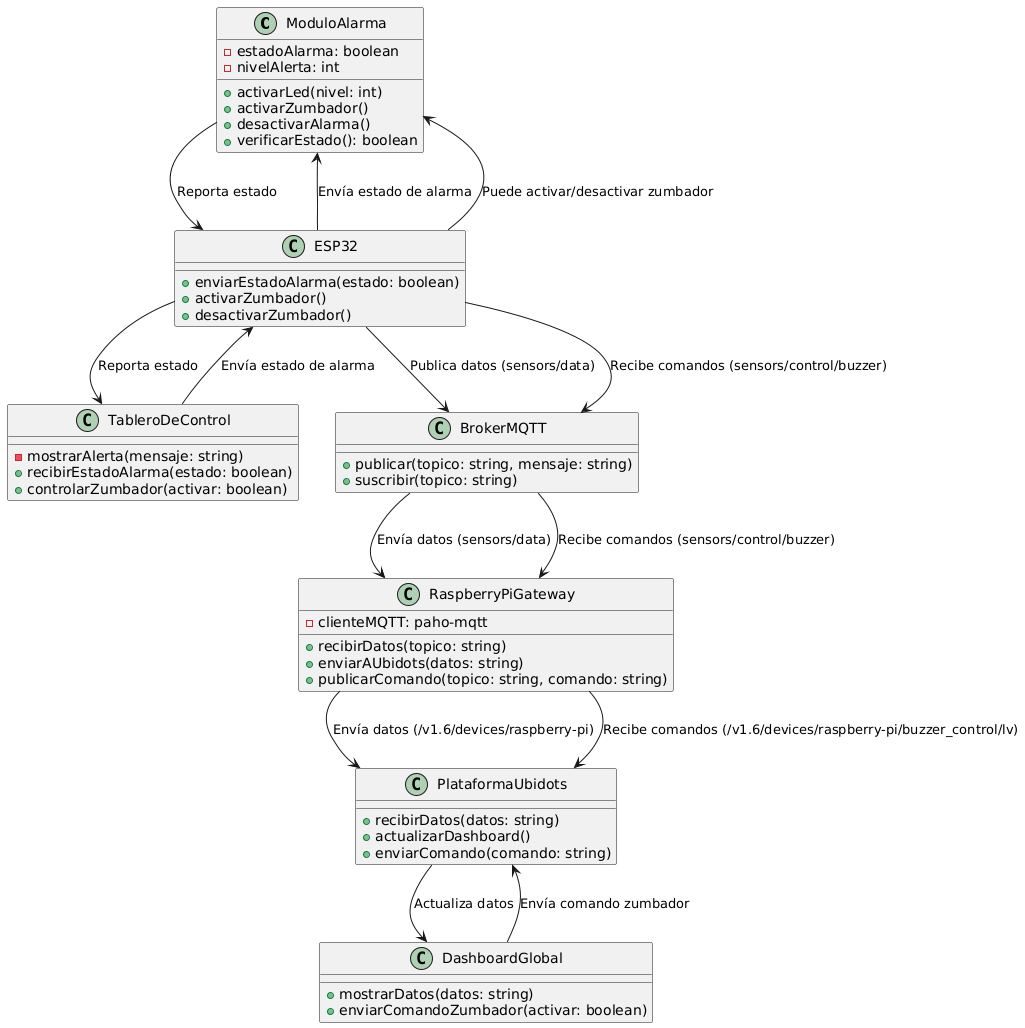 C ModuloAlarma
estadoAlarma: boolean
nivelAlerta: int
activarLed(nivel: int)
activarZumbador()
desactivarAlarma()
verificarEstado(): boolean
Reporta estado
Envía estado de alarma
Puede activar/desactivar zumbador
C ESP32
enviarEstadoAlarma(estado: boolean)
activarZumbador()
desactivarZumbador()
Reporta estado
Envía estado de alarma
Publica datos (sensors/data)
Recibe comandos (sensors/control/buzzer)
C TableroDeControl
mostrarAlerta(mensaje: string)
recibirEstadoAlarma(estado: boolean)
controlarZumbador(activar: boolean)
C BrokerMQTT
publicar(topico: string, mensaje: string)
suscribir(topico: string)
Envía datos (sensors/data)
Recibe comandos (sensors/control/buzzer)
C RaspberryPiGateway
clienteMQTT: paho-mqtt
recibirDatos(topico: string)
enviarAUbidots(datos: string)
publicarComando(topico: string, comando: string)
Envía datos (/v1.6/devices/raspberry-pi)
Recibe comandos (/v1.6/devices/raspberry-pi/buzzer_control/lv)
C PlataformaUbidots
recibirDatos(datos: string)
actualizarDashboard()
enviarComando(comando: string)
Actualiza datos
Envía comando zumbador
C DashboardGlobal
mostrarDatos(datos: string)
enviarComandoZumbador(activar: boolean)